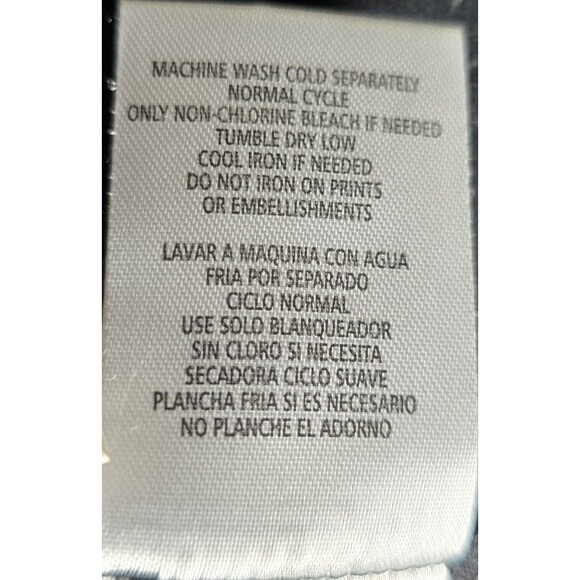 MACHINE WASH COLD SEPARATELY
NORMAL CYCLE
ONLY NON-CHLORINE BLEACH IF NEEDED
TUMBLE DRY LOW
COOL IRON IF NEEDED
DO NOT IRON ON PRINTS
OR EMBELLISHMENTS
LAVAR A MAQUINA CON AGUA
FRIA POR SEPARADO
CICLO NORMAL
USE SOLO BLANQUEADOR
SIN CLORO SI NECESITA
SECADORA CICLO SUAVE
PLANCHA FRIA SI ES NECESARIO
NO PLANCHE EL ADORNO